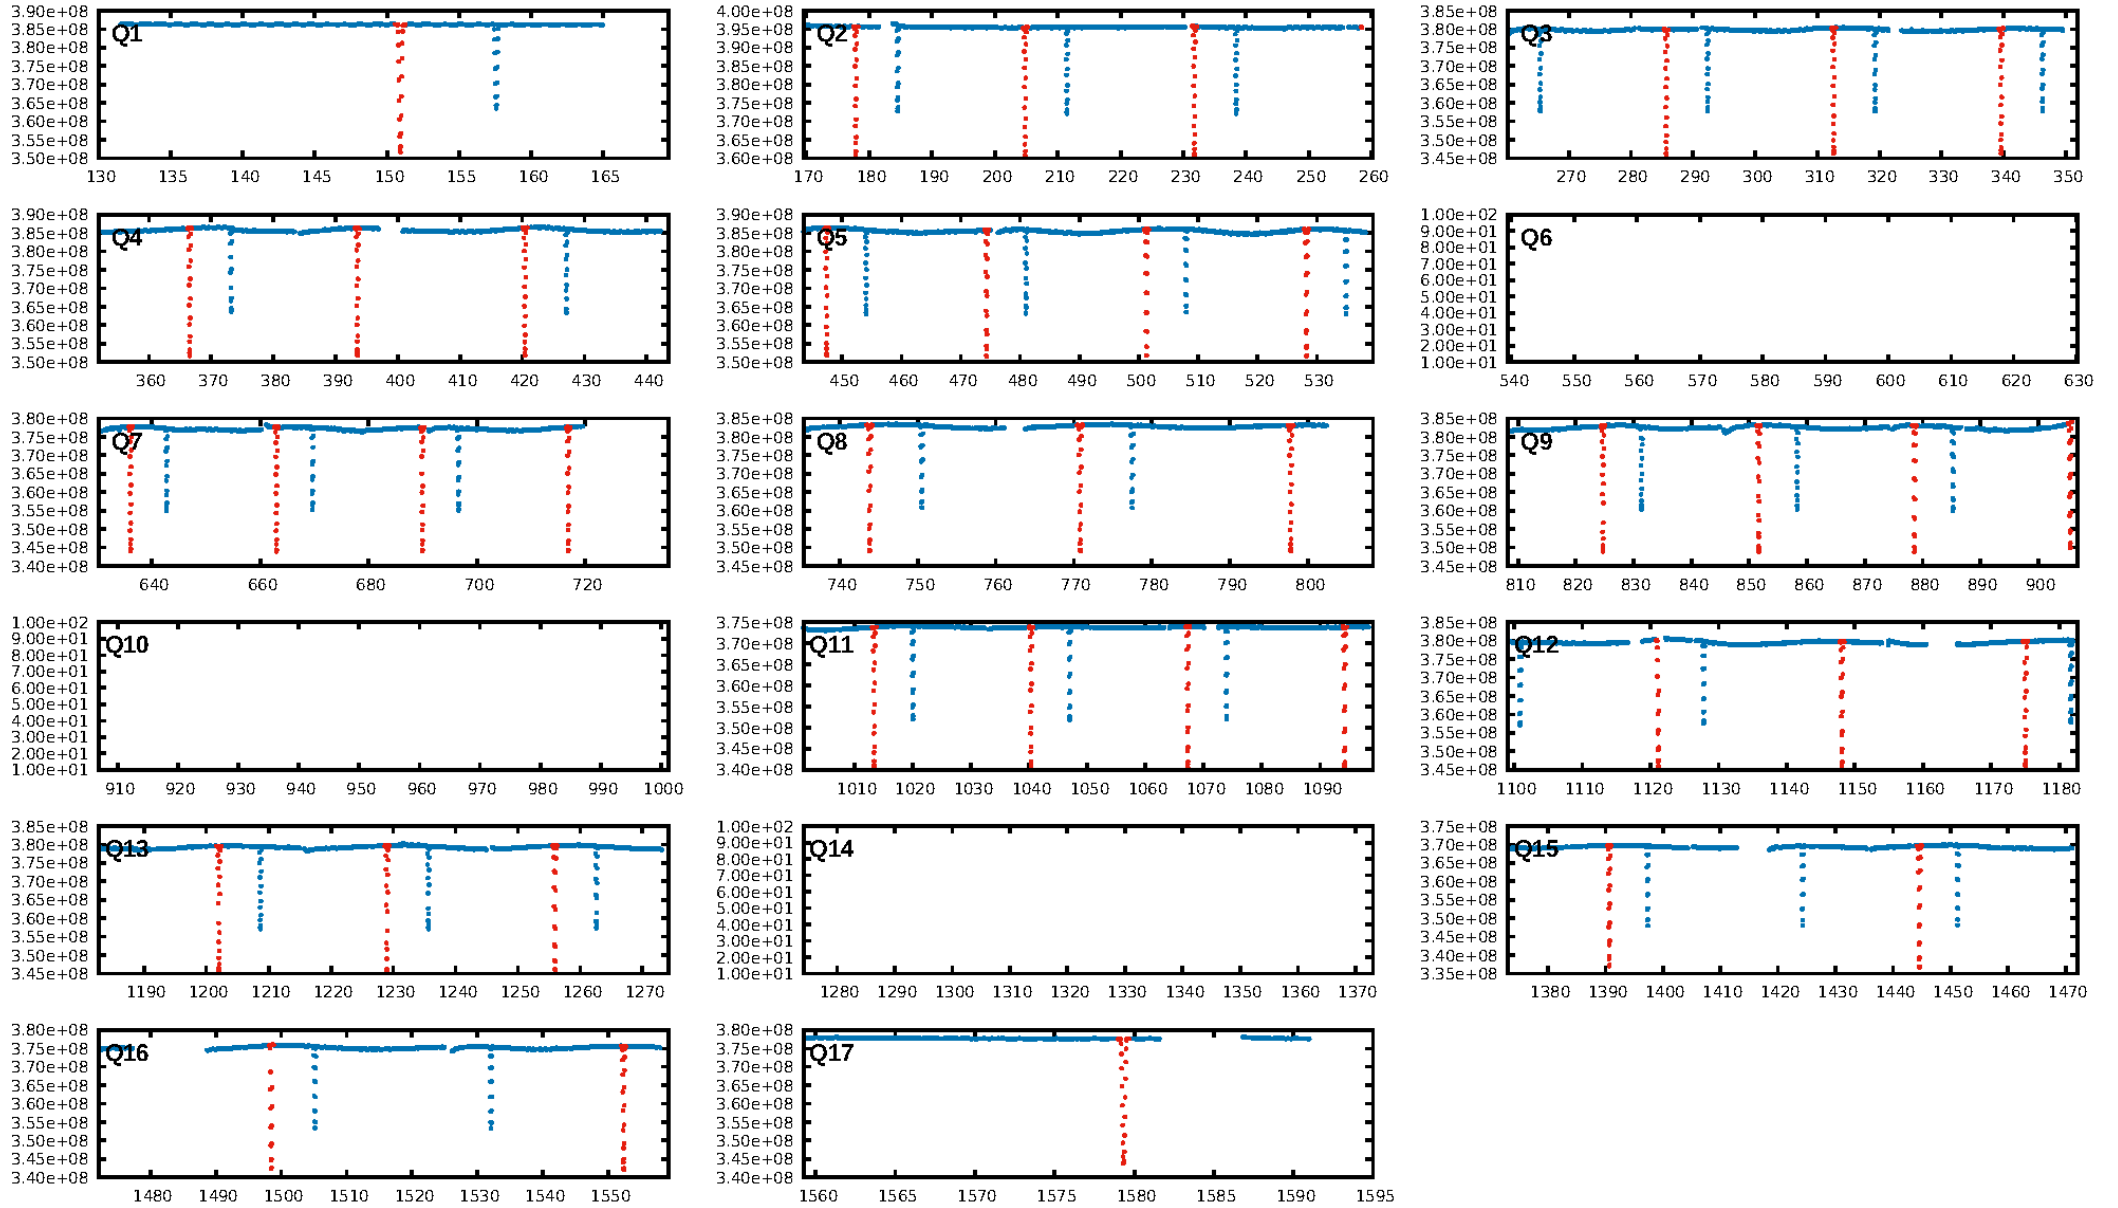 3.90e+08
Q1
3.85e+08
3.80e+08
3.75e+08
3.70e+08
3.65e+08
3.60e+08
3.55e+08
3.50e+08
130 135 140 145 150 155 160 165
4.00e+08
Q2
3.95e+08
3.90e+08
3.85e+08
3.80e+08
3.75e+08
3.70e+08
3.65e+08
3.60e+08
170 180 190 200 210 220 230 240 250 260
3.85e+08
Q3
3.80e+08
3.75e+08
3.70e+08
3.65e+08
3.60e+08
3.55e+08
3.50e+08
3.45e+08
270 280 290 300 310 320 330 340 350
3.90e+08
Q4
3.85e+08
3.80e+08
3.75e+08
3.70e+08
3.65e+08
3.60e+08
3.55e+08
3.50e+08
360 370 380 390 400 410 420 430 440
3.90e+08
Q5
3.85e+08
3.80e+08
3.75e+08
3.70e+08
3.65e+08
3.60e+08
3.55e+08
3.50e+08
450 460 470 480 490 500 510 520 530
1.00e+02
Q6
9.00e+01
8.00e+01
7.00e+01
6.00e+01
5.00e+01
4.00e+01
3.00e+01
2.00e+01
1.00e+01
540 550 560 570 580 590 600 610 620 630
3.80e+08
Q7
3.75e+08
3.70e+08
3.65e+08
3.60e+08
3.55e+08
3.50e+08
3.45e+08
3.40e+08
640 660 680 700 720
3.85e+08
Q8
3.80e+08
3.75e+08
3.70e+08
3.65e+08
3.60e+08
3.55e+08
3.50e+08
3.45e+08
740 750 760 770 780 790 800
3.85e+08
Q9
3.80e+08
3.75e+08
3.70e+08
3.65e+08
3.60e+08
3.55e+08
3.50e+08
3.45e+08
810 820 830 840 850 860 870 880 890 900
1.00e+02
Q10
9.00e+01
8.00e+01
7.00e+01
6.00e+01
5.00e+01
4.00e+01
3.00e+01
2.00e+01
1.00e+01
910 920 930 940 950 960 970 980 990 1000
3.75e+08
Q11
3.70e+08
3.65e+08
3.60e+08
3.55e+08
3.50e+08
3.45e+08
3.40e+08
1010 1020 1030 1040 1050 1060 1070 1080 1090
3.85e+08
Q12
3.80e+08
3.75e+08
3.70e+08
3.65e+08
3.60e+08
3.55e+08
3.50e+08
3.45e+08
1100 1110 1120 1130 1140 1150 1160 1170 1180
3.85e+08
Q13
3.80e+08
3.75e+08
3.70e+08
3.65e+08
3.60e+08
3.55e+08
3.50e+08
3.45e+08
1190 1200 1210 1220 1230 1240 1250 1260 1270
1.00e+02
Q14
9.00e+01
8.00e+01
7.00e+01
6.00e+01
5.00e+01
4.00e+01
3.00e+01
2.00e+01
1.00e+01
1280 1290 1300 1310 1320 1330 1340 1350 1360 1370
3.75e+08
Q15
3.70e+08
3.65e+08
3.60e+08
3.55e+08
3.50e+08
3.45e+08
3.40e+08
3.35e+08
1380 1390 1400 1410 1420 1430 1440 1450 1460 1470
3.80e+08
Q16
3.75e+08
3.70e+08
3.65e+08
3.60e+08
3.55e+08
3.50e+08
3.45e+08
3.40e+08
1480 1490 1500 1510 1520 1530 1540 1550
3.80e+08
Q17
3.75e+08
3.70e+08
3.65e+08
3.60e+08
3.55e+08
3.50e+08
3.45e+08
3.40e+08
1560 1565 1570 1575 1580 1585 1590 1595